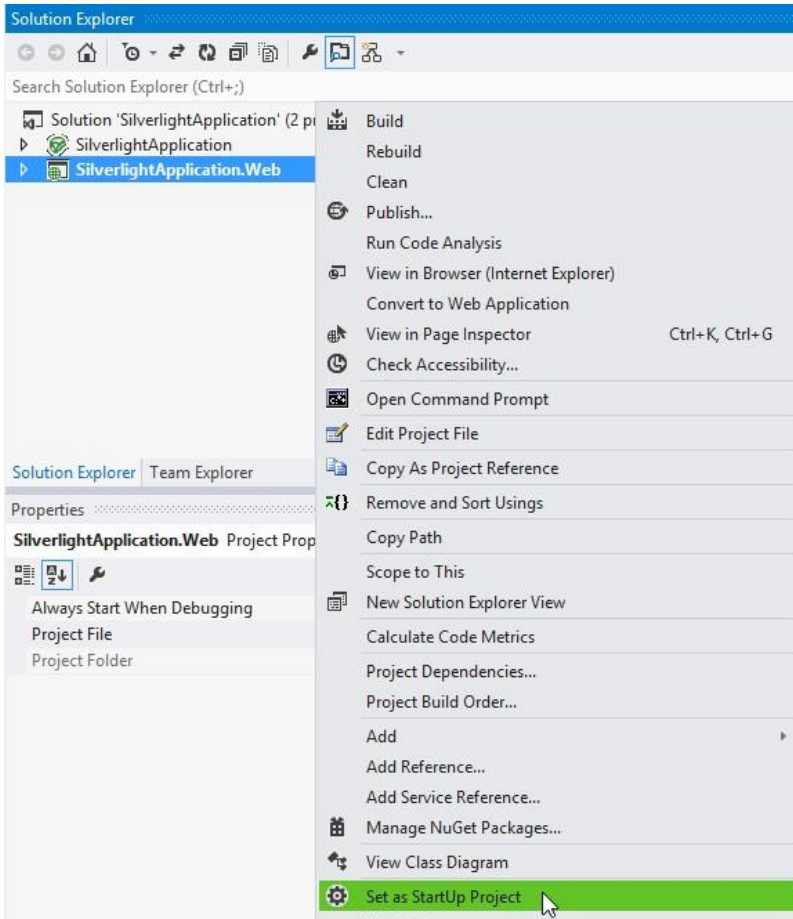 Solution Explorer
Search Solution Explorer (Ctrl+;)
Solution 'SilverlightApplication' (2 pr
SilverlightApplication
SilverlightApplication.Web
Build
Rebuild
Clean
Publish...
Run Code Analysis
View in Browser (Internet Explorer)
Convert to Web Application
View in Page Inspector Ctrl+K, Ctrl+G
Check Accessibility...
Open Command Prompt
Edit Project File
Copy As Project Reference
Remove and Sort Usings
Copy Path
Scope to This
New Solution Explorer View
Calculate Code Metrics
Project Dependencies...
Project Build Order...
Add
Add Reference...
Add Service Reference...
Manage NuGet Packages...
View Class Diagram
Set as StartUp Project
Solution Explorer Team Explorer
Properties
SilverlightApplication.Web Project Prop
Always Start When Debugging
Project File
Project Folder